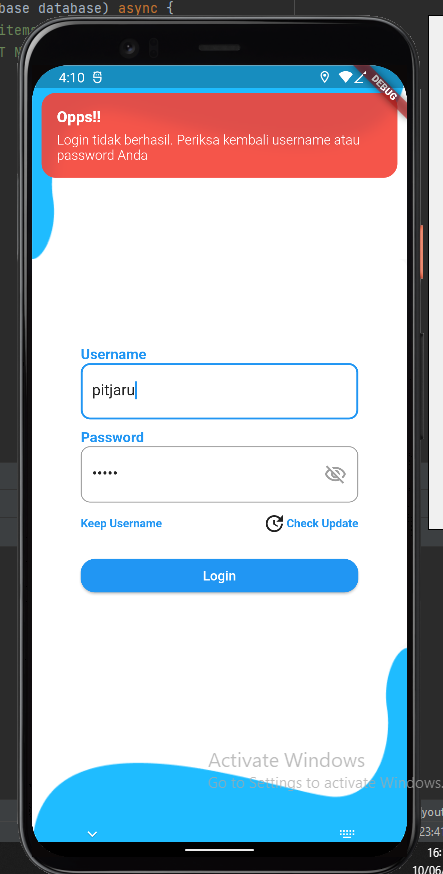 base database) async {
item
T M
4:10
DEBUG
Opps!!
Login tidak berhasil. Periksa kembali username atau
password Anda
Username
pitjaru
Password
•••••
Keep Username
Check Update
Login
Activate Windows
Go to Settings to activate Windows.
yout
23:4
16:
10/06